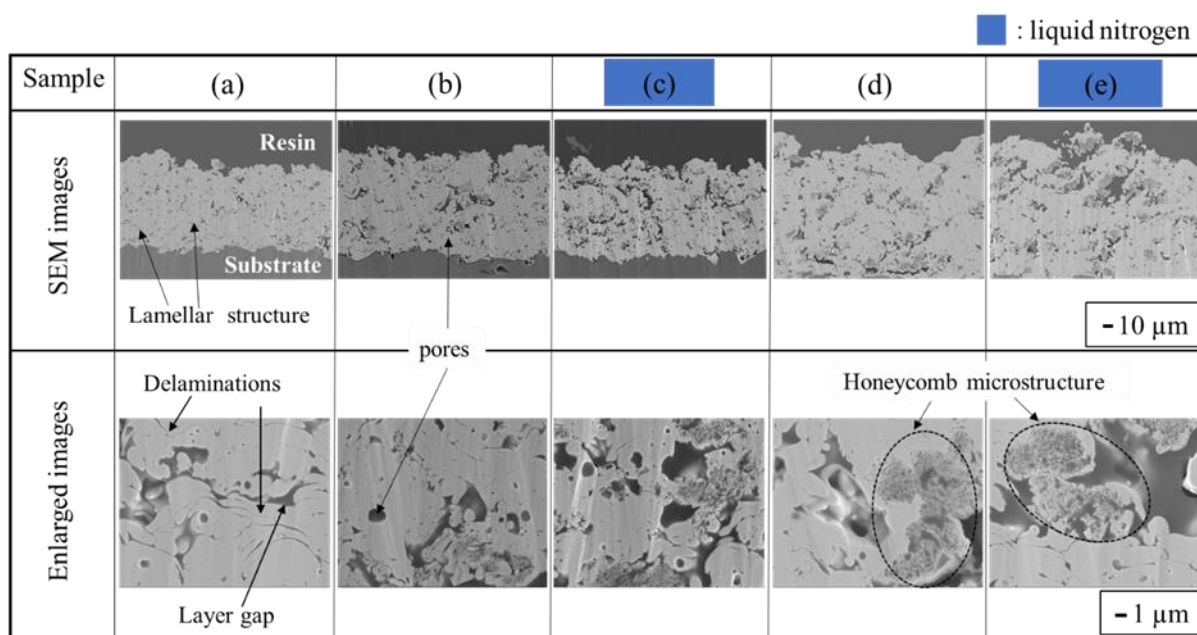 : liquid nitrogen
Sample
(a)
(b)
(c)
(d)
(e)
SEM images
Resin
Substrate
Lamellar structure
10 µm
pores
Enlarged images
Delaminations
Honeycomb microstructure
Layer gap
1 µm